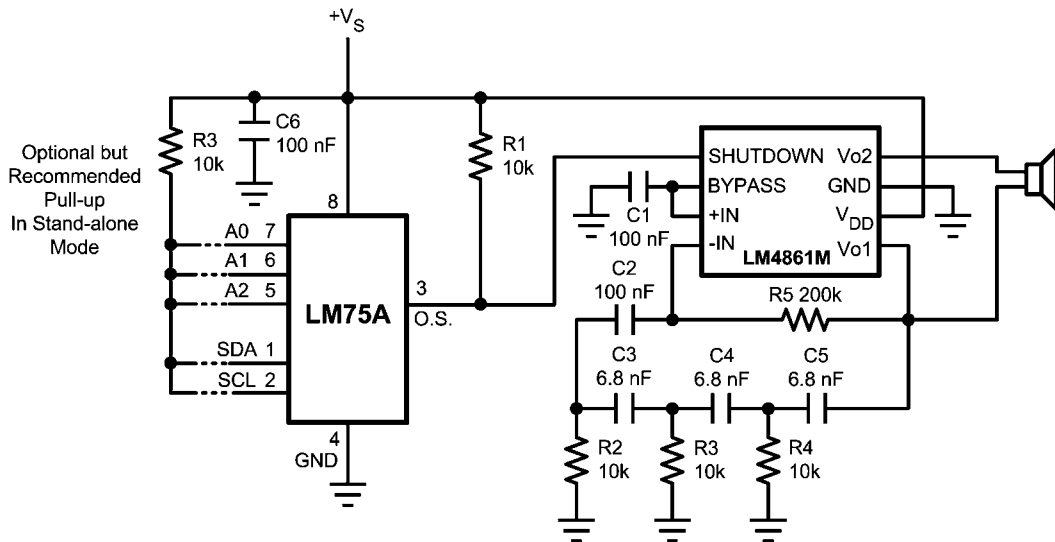 +VS
Optional but
Recommended
Pull-up
In Stand-alone
Mode
R3
10k
C6
100 nF
R1
10k
8
A0 7
A1 6
A2 5
SDA 1
SCL 2
LM75A
3
O.S.
4
GND
SHUTDOWN
BYPASS
+IN
-IN
Vo2
GND
VDD
Vo1
LM4861M
C1
100 nF
C2
100 nF
R5 200k
C3
6.8 nF
C4
6.8 nF
C5
6.8 nF
R2
10k
R3
10k
R4
10k